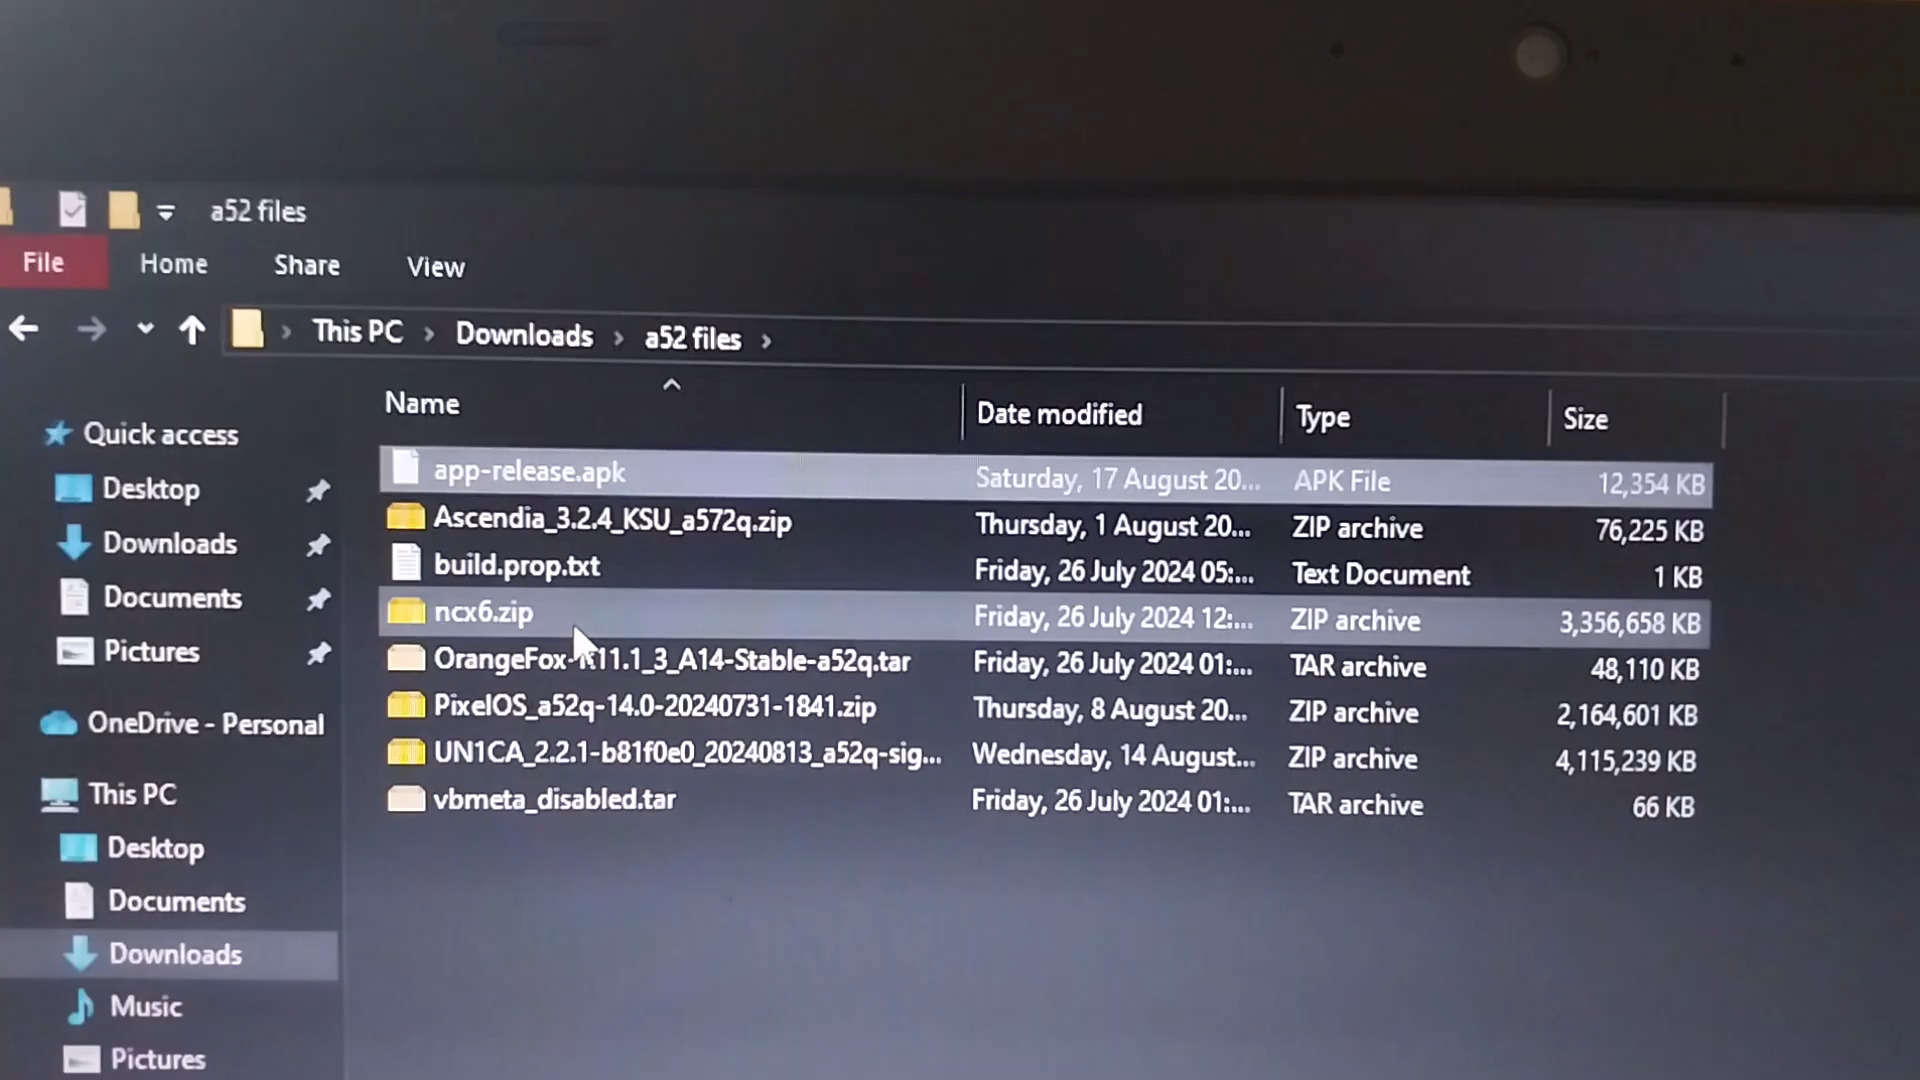 a52 files
File Home Share View
This PC > Downloads > a52 files >
Name Date modified Type Size
Quick access
Desktop
Downloads
Documents
Pictures
OneDrive - Personal
This PC
Desktop
Documents
Downloads
Music
Pictures
app-release.apk Saturday, 17 August 20... APK File 12,354 KB
Ascendia_3.2.4_KSU_a572q.zip Thursday, 1 August 20... ZIP archive 76,225 KB
build.prop.txt Friday, 26 July 2024 05:... Text Document 1 KB
ncx6.zip Friday, 26 July 2024 12:... ZIP archive 3,356,658 KB
OrangeFox-R11.1_3_A14-Stable-a52q.tar Friday, 26 July 2024 01:... TAR archive 48,110 KB
PixelOS_a52q-14.0-20240731-1841.zip Thursday, 8 August 20... ZIP archive 2,164,601 KB
UN1CA_2.2.1-b81f0e0_20240813_a52q-sig... Wednesday, 14 August... ZIP archive 4,115,239 KB
vbmeta_disabled.tar Friday, 26 July 2024 01:... TAR archive 66 KB